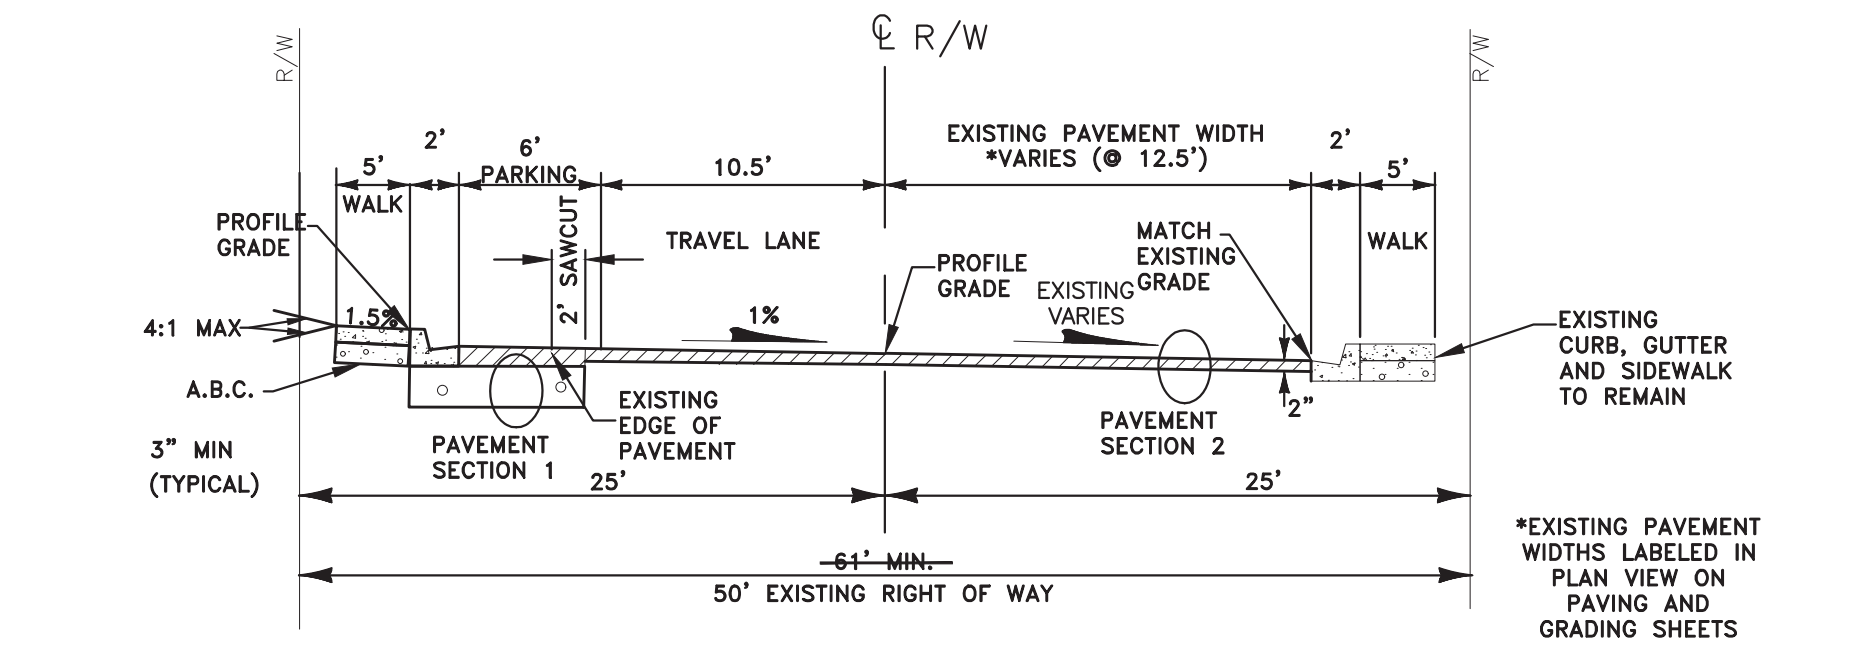 ℄ R/W
R/W
R/W
2'
6'
PARKING
5'
WALK
10.5'
EXISTING PAVEMENT WIDTH
*VARIES (@ 12.5')
2'
5'
WALK
PROFILE
GRADE
2' SAWCUT
TRAVEL LANE
MATCH
EXISTING
GRADE
PROFILE
GRADE
EXISTING
VARIES
4:1 MAX
1.5%
1%
EXISTING
CURB, GUTTER
AND SIDEWALK
TO REMAIN
A.B.C.
EXISTING
EDGE OF
PAVEMENT
2"
PAVEMENT
SECTION 1
PAVEMENT
SECTION 2
3" MIN
(TYPICAL)
25'
25'
61' MIN.
50' EXISTING RIGHT OF WAY
*EXISTING PAVEMENT
WIDTHS LABELED IN
PLAN VIEW ON
PAVING AND
GRADING SHEETS